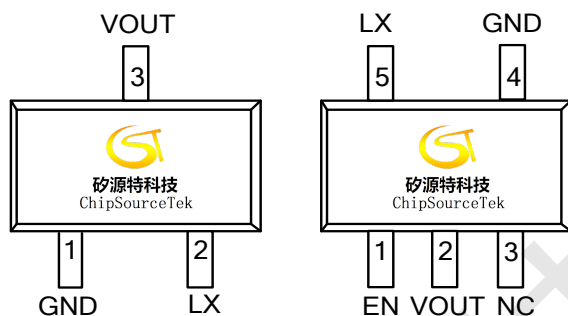 VOUT
3
矽源特科技
ChipSourceTek
1 2
GND LX
LX GND
5 4
矽源特科技
ChipSourceTek
1 2 3
EN VOUT NC